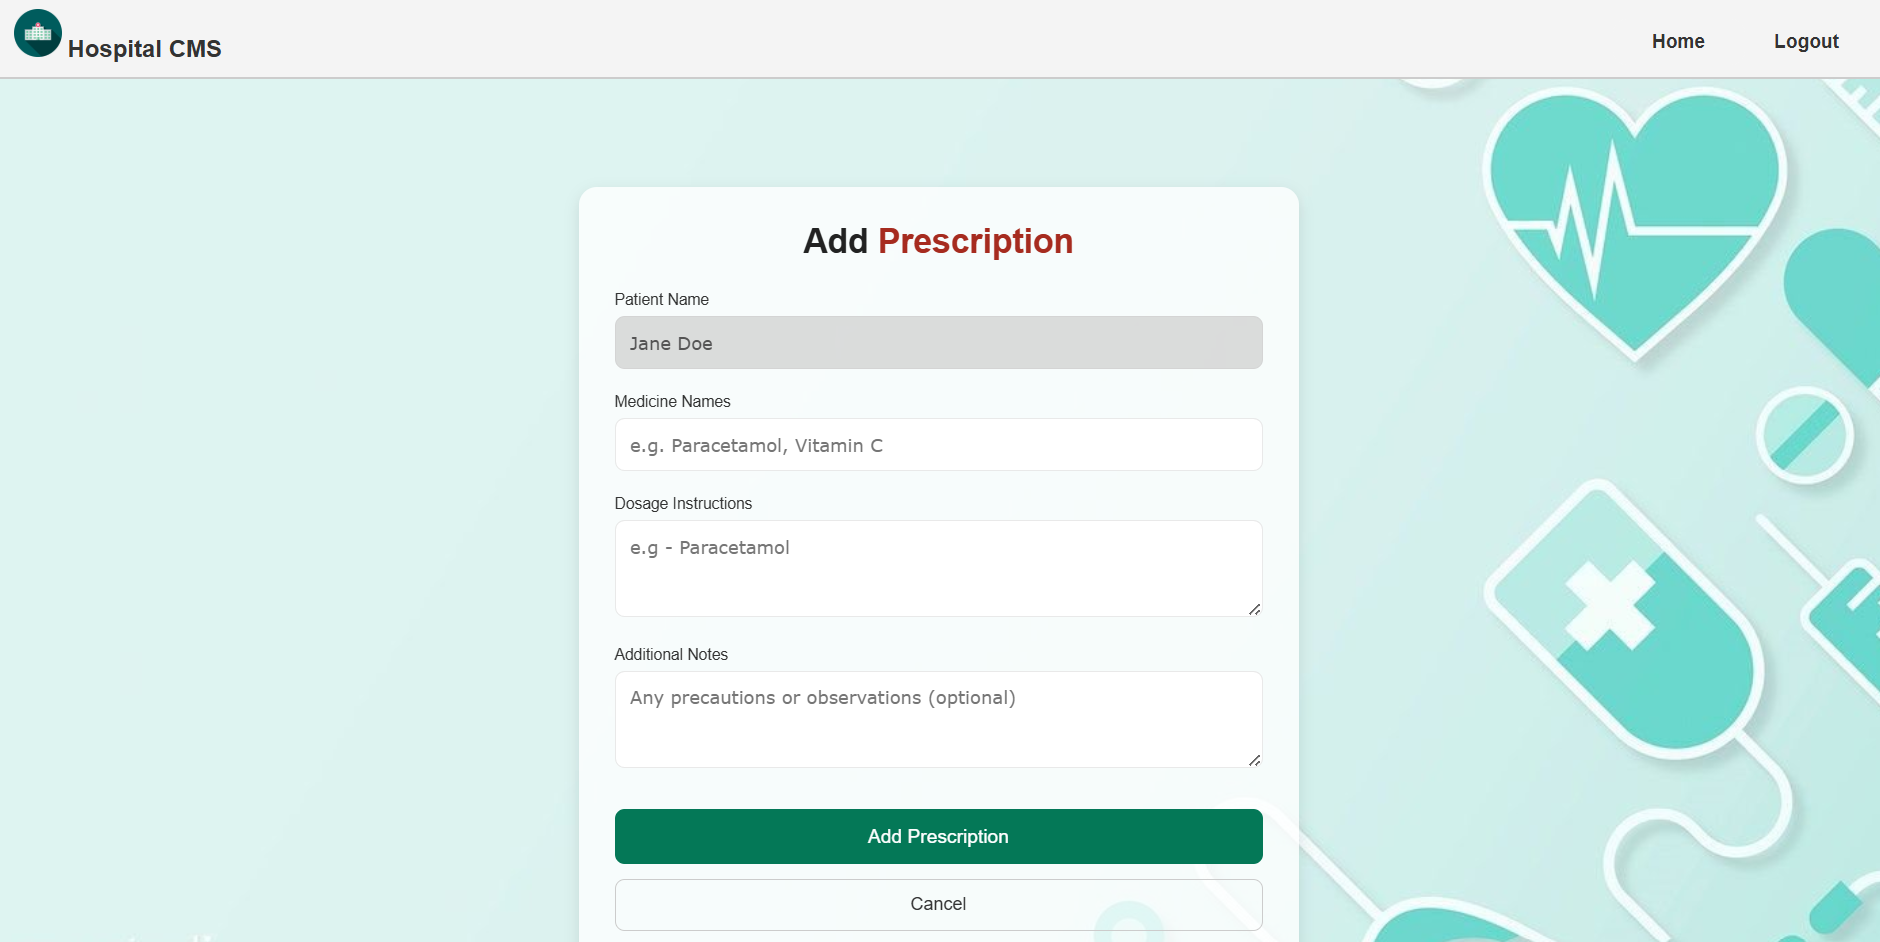 Hospital CMS
Home
Logout
Add Prescription
Patient Name
Jane Doe
Medicine Names
e.g. Paracetamol, Vitamin C
Dosage Instructions
e.g - Paracetamol
Additional Notes
Any precautions or observations (optional)
Add Prescription
Cancel